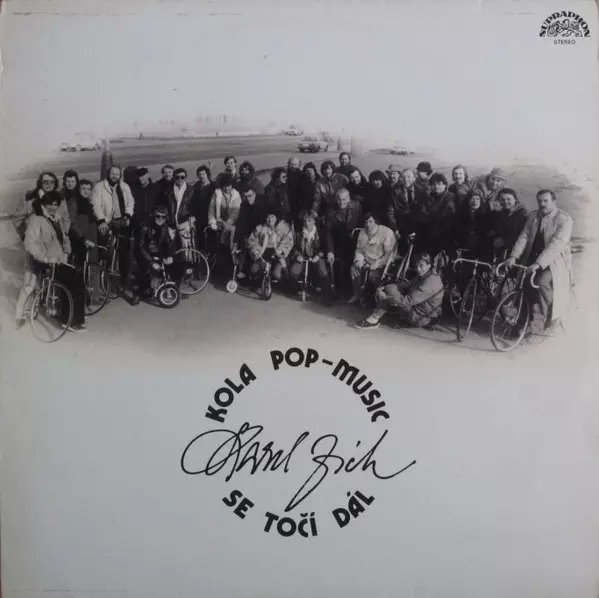 SUPRAPHON
STEREO
KOLA POP-MUSIC
Karel Zich
SE TOČÍ DÁL